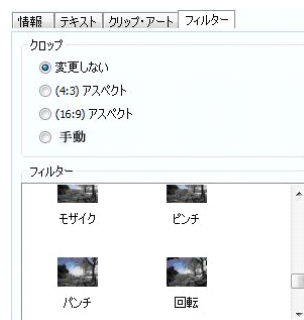 情報 テキスト クリップ・アート フィルター
クロップ
変更しない
(4:3) アスペクト
(16:9) アスペクト
手動
フィルター
モザイク ピンチ
パンチ 回転